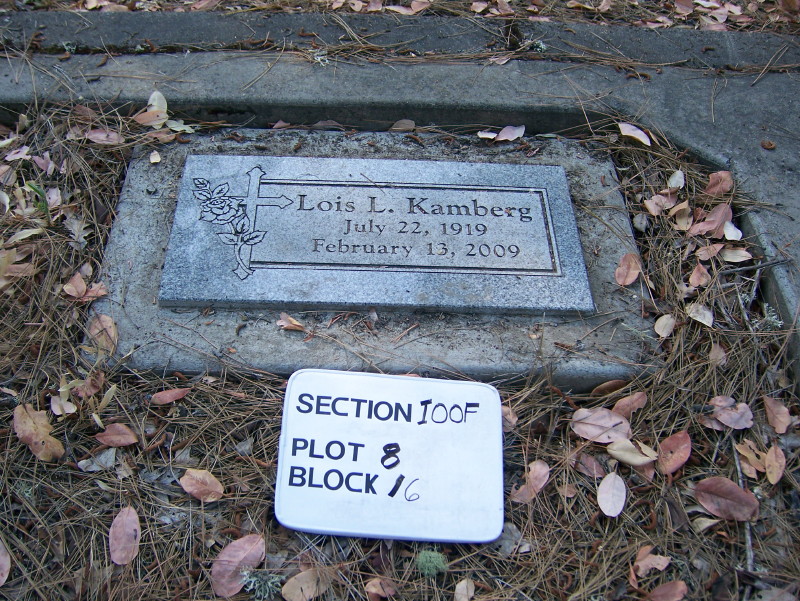 Lois L. Kamberg
July 22, 1919
February 13, 2009
SECTION IOOF
PLOT 8
BLOCK 16